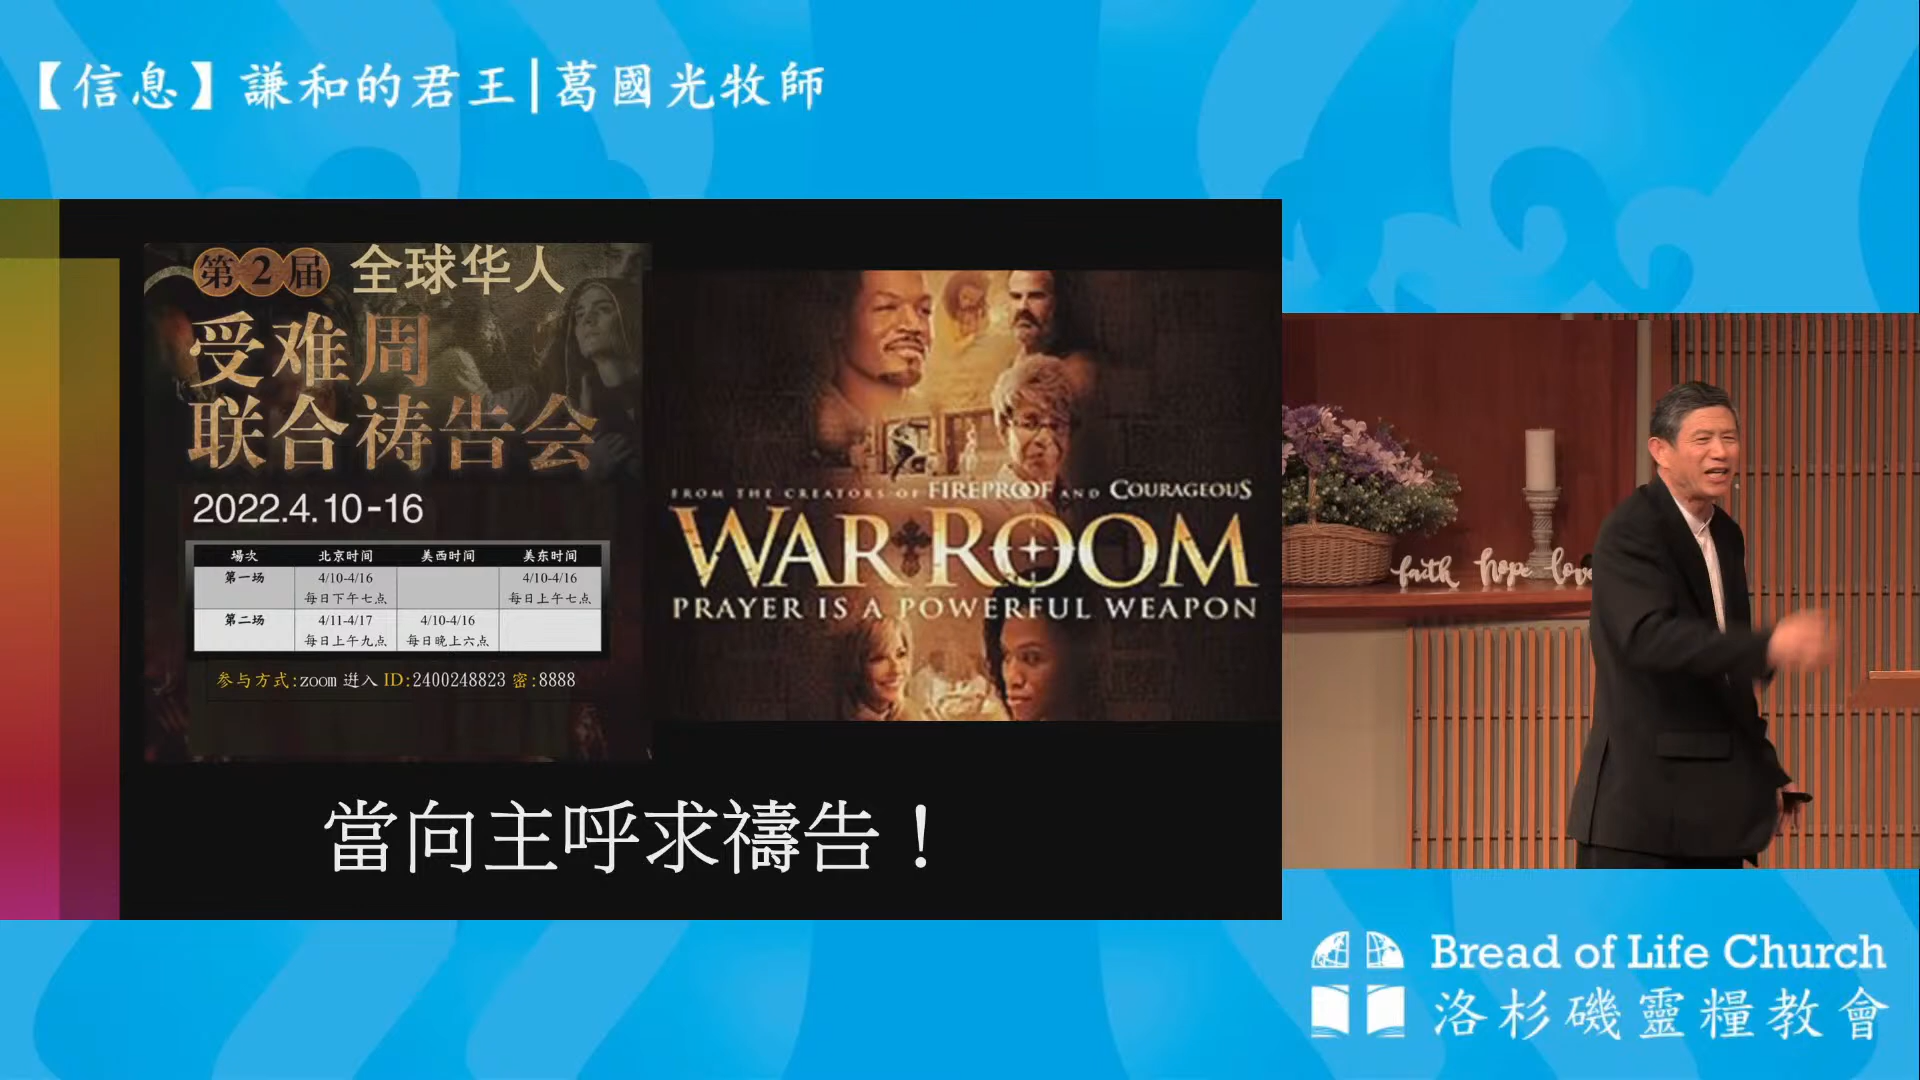 【信息】謙和的君王|葛國光牧師
第2届 全球华人
受难周
联合祷告会
2022.4.10-16
場次 北京时间 美西时间 美东时间
第一场 4/10-4/16 每日下午七点 4/10-4/16 每日上午七点
第二场 4/11-4/17 每日上午九点 4/10-4/16 每日晚上六点
参与方式:zoom 进入 ID:2400248823 密:8888
FROM THE CREATORS OF FIREPROOF AND COURAGEOUS
WAR ROOM
PRAYER IS A POWERFUL WEAPON
當向主呼求禱告！
faith hope love
Bread of Life Church
洛杉磯靈糧教會